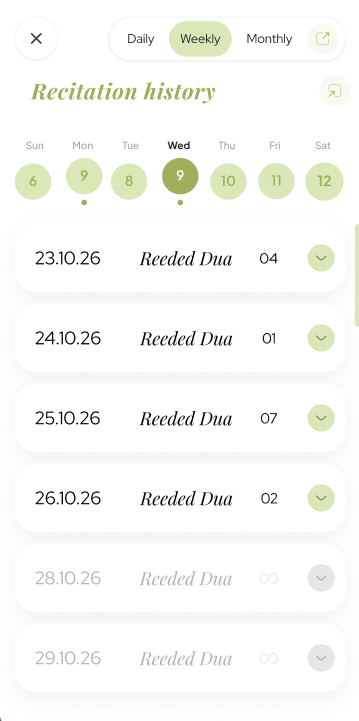 Daily Weekly Monthly
Recitation history
Sun Mon Tue Wed Thu Fri Sat
6 9 8 9 10 11 12
23.10.26 Reeded Dua 04
24.10.26 Reeded Dua 01
25.10.26 Reeded Dua 07
26.10.26 Reeded Dua 02
28.10.26 Reeded Dua 00
29.10.26 Reeded Dua 00